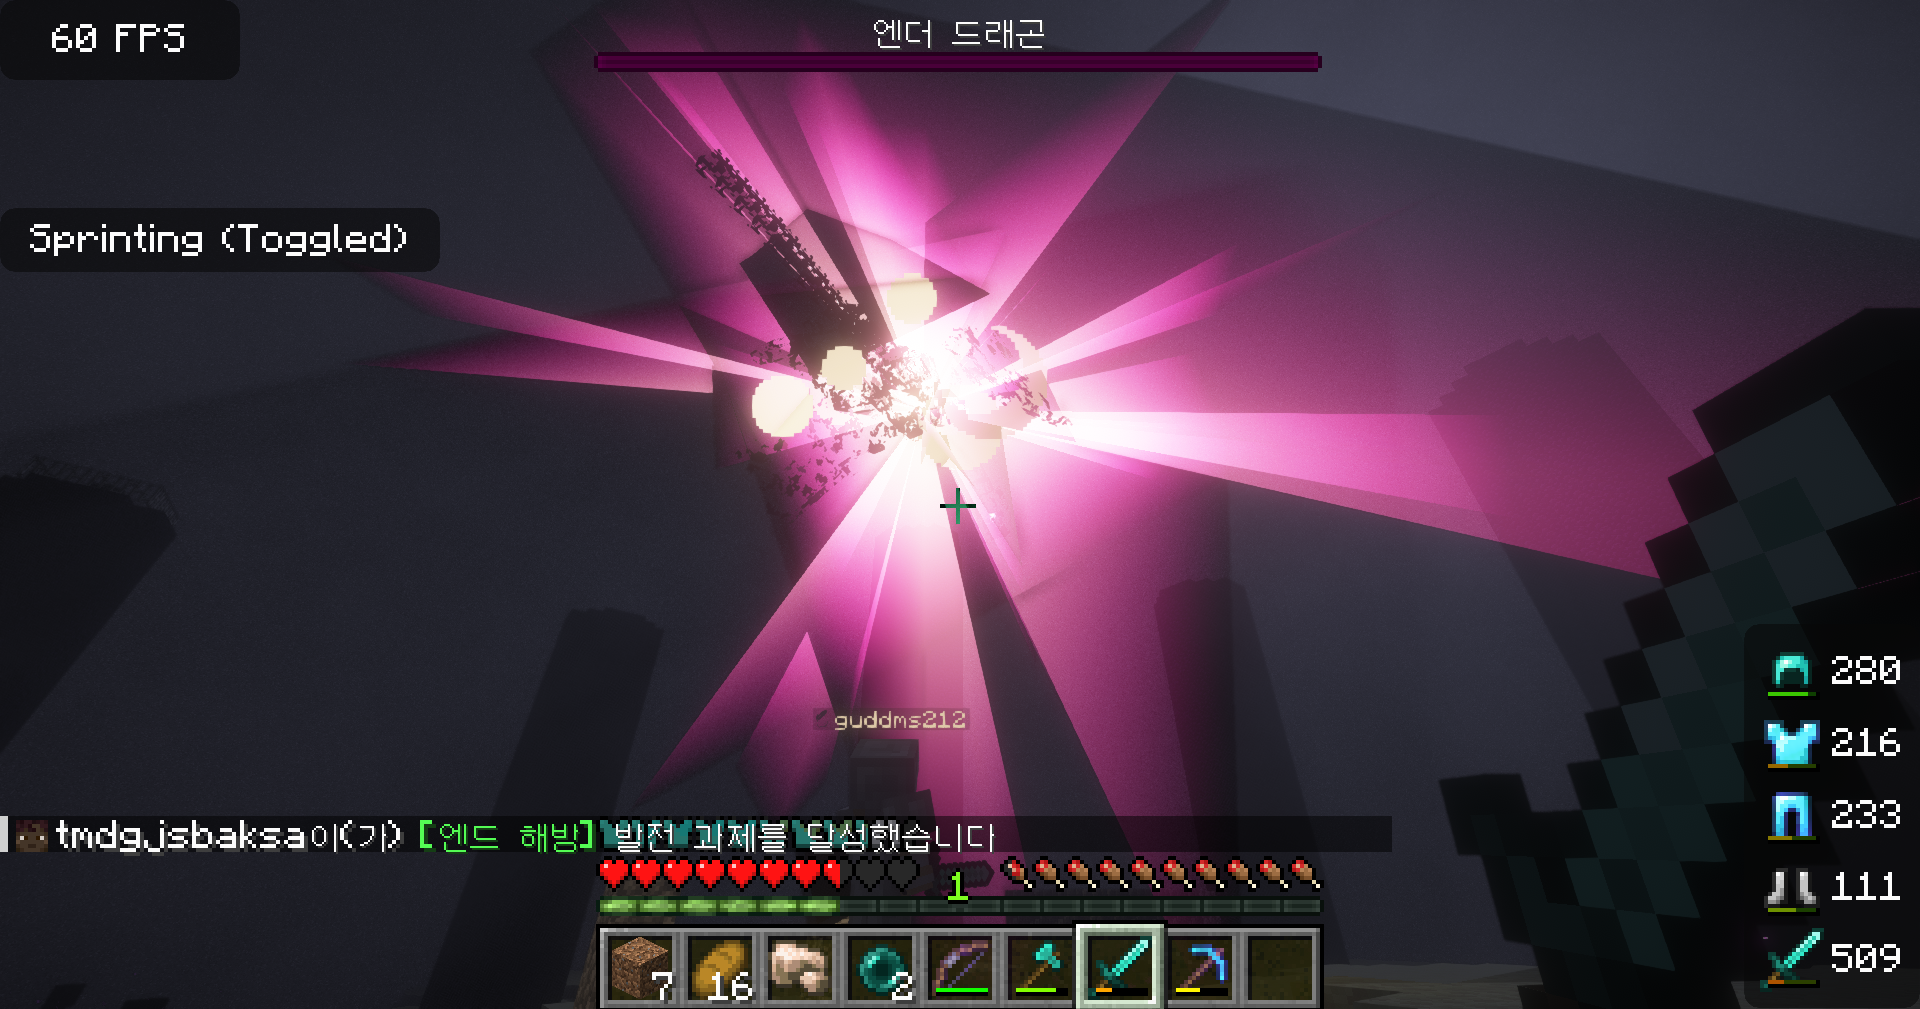 60 FPS
엔더 드래곤
Sprinting (Toggled)
guddms212
tmdgjsbaksa이(가) [엔드 해방] 발전 과제를 달성했습니다
280
216
233
111
509
1
7
16
2